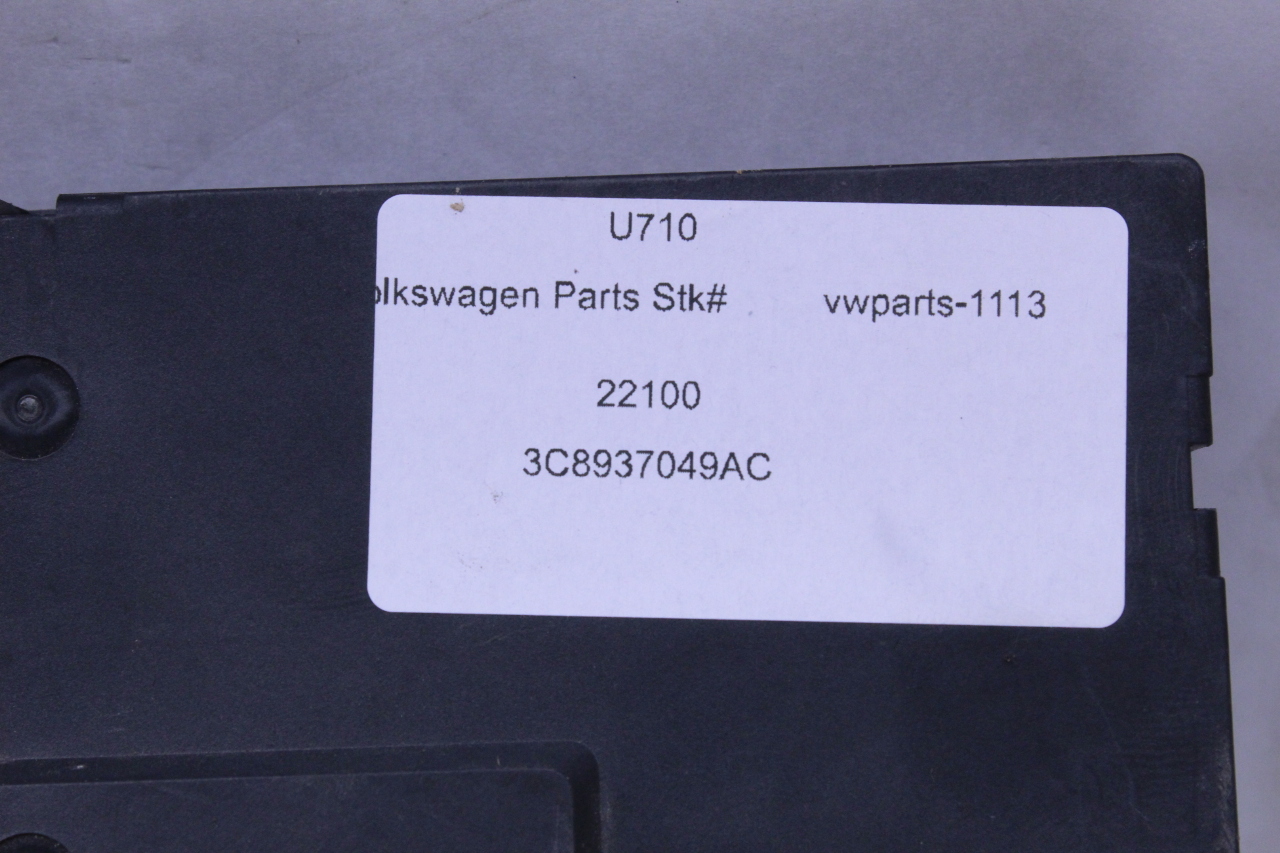 U710
olkswagen Parts Stk# vwparts-1113
22100
3C8937049AC